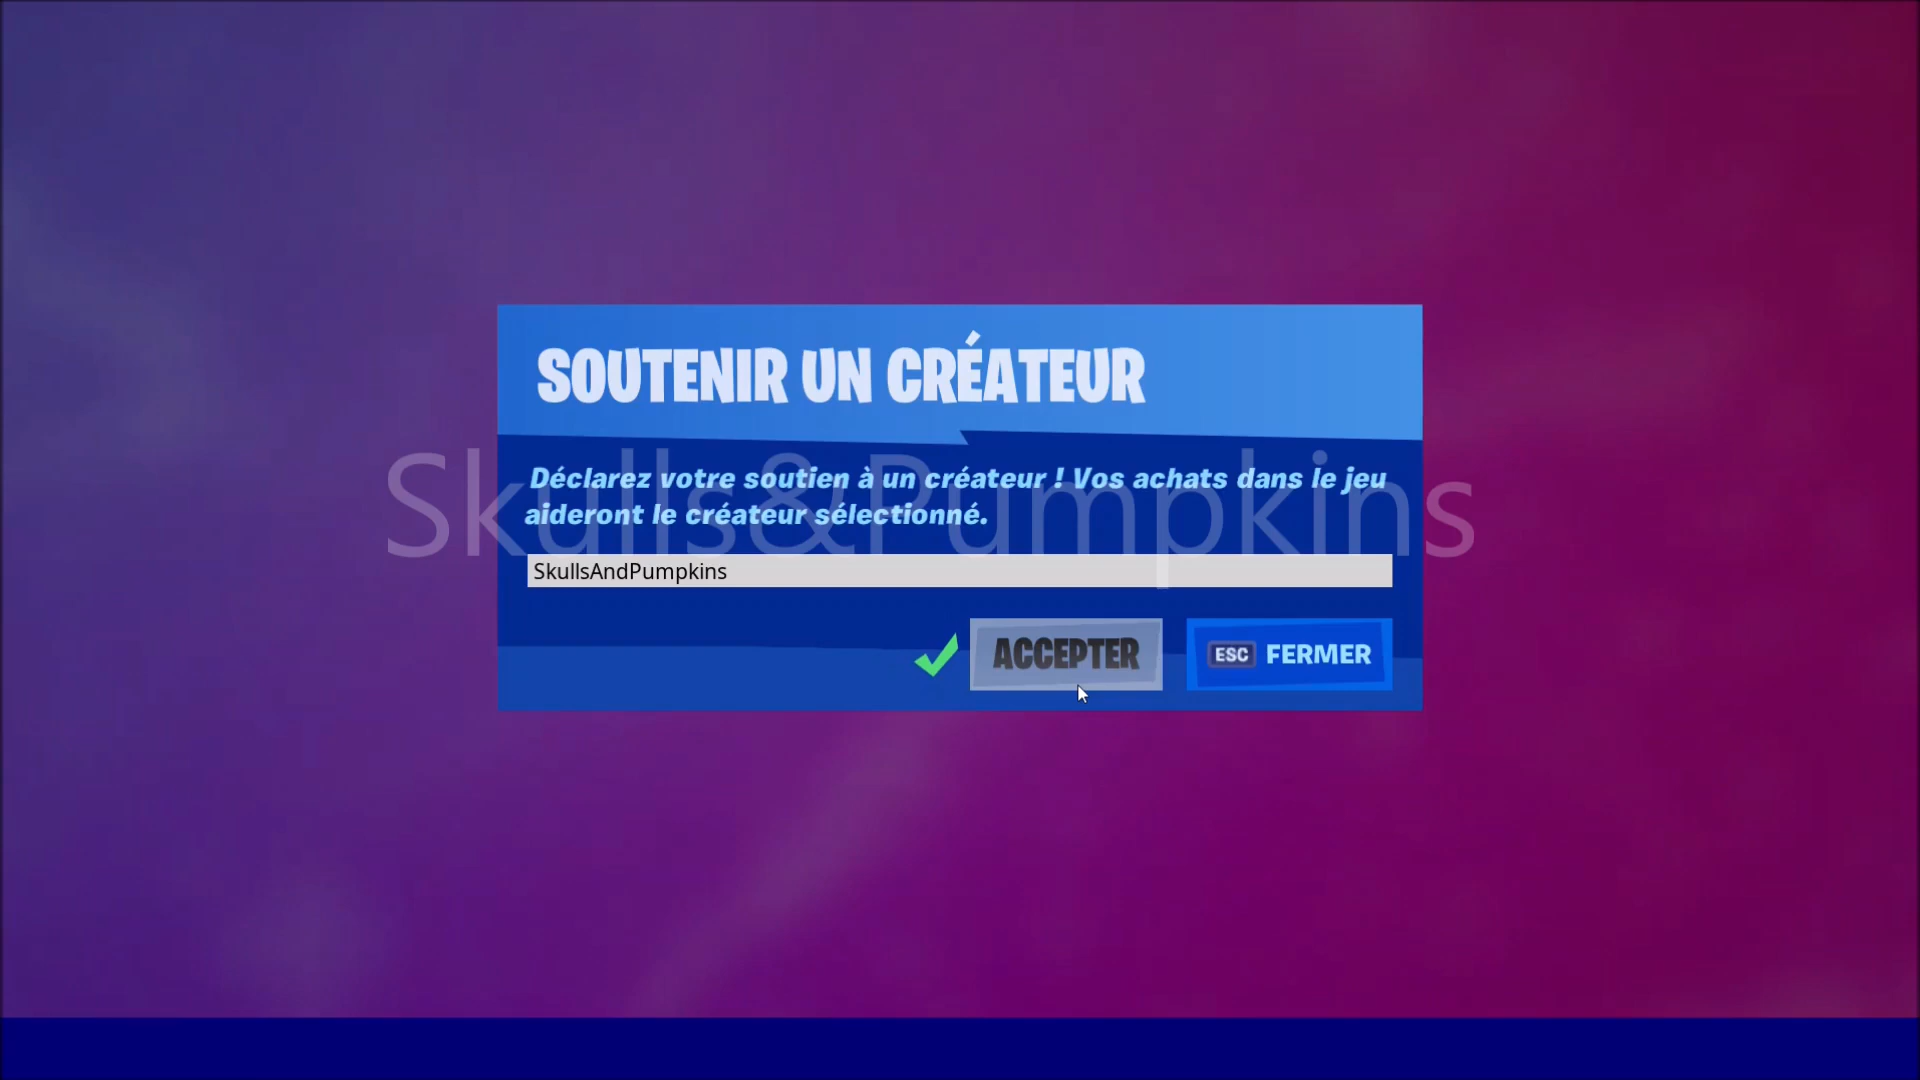 SOUTENIR UN CRÉATEUR
Déclarez votre soutien à un créateur ! Vos achats dans le jeu
aideront le créateur sélectionné.
Skulls&Pumpkins
SkullsAndPumpkins
ACCEPTER
ESC FERMER